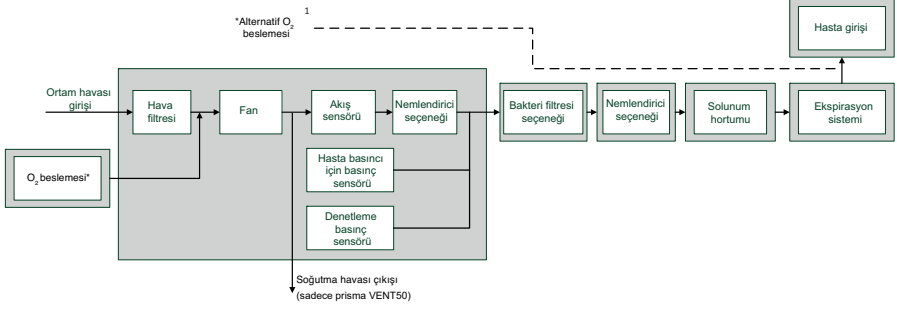 1
*Alternatif O2
beslemesi
Hasta girişi
Ortam havası
girişi
Hava
filtresi
Fan
Akış
sensörü
Nemlendirici
seçeneği
Bakteri filtresi
seçeneği
Nemlendirici
seçeneği
Solunum
hortumu
Ekspirasyon
sistemi
O2 beslemesi*
Hasta basıncı
için basınç
sensörü
Denetleme
basınç
sensörü
Soğutma havası çıkışı
(sadece prisma VENT50)